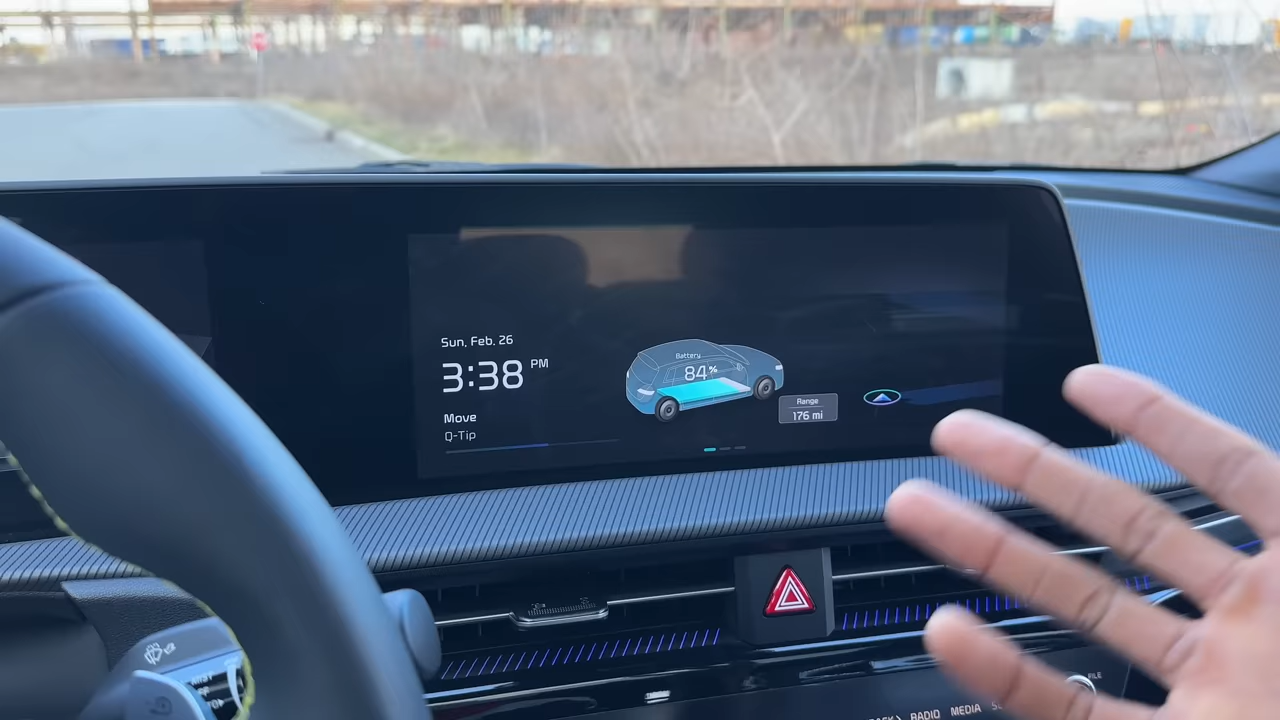 Sun, Feb. 26
3:38 PM
Move
Q-Tip
Battery
84%
Range
176 mi
RADIO MEDIA